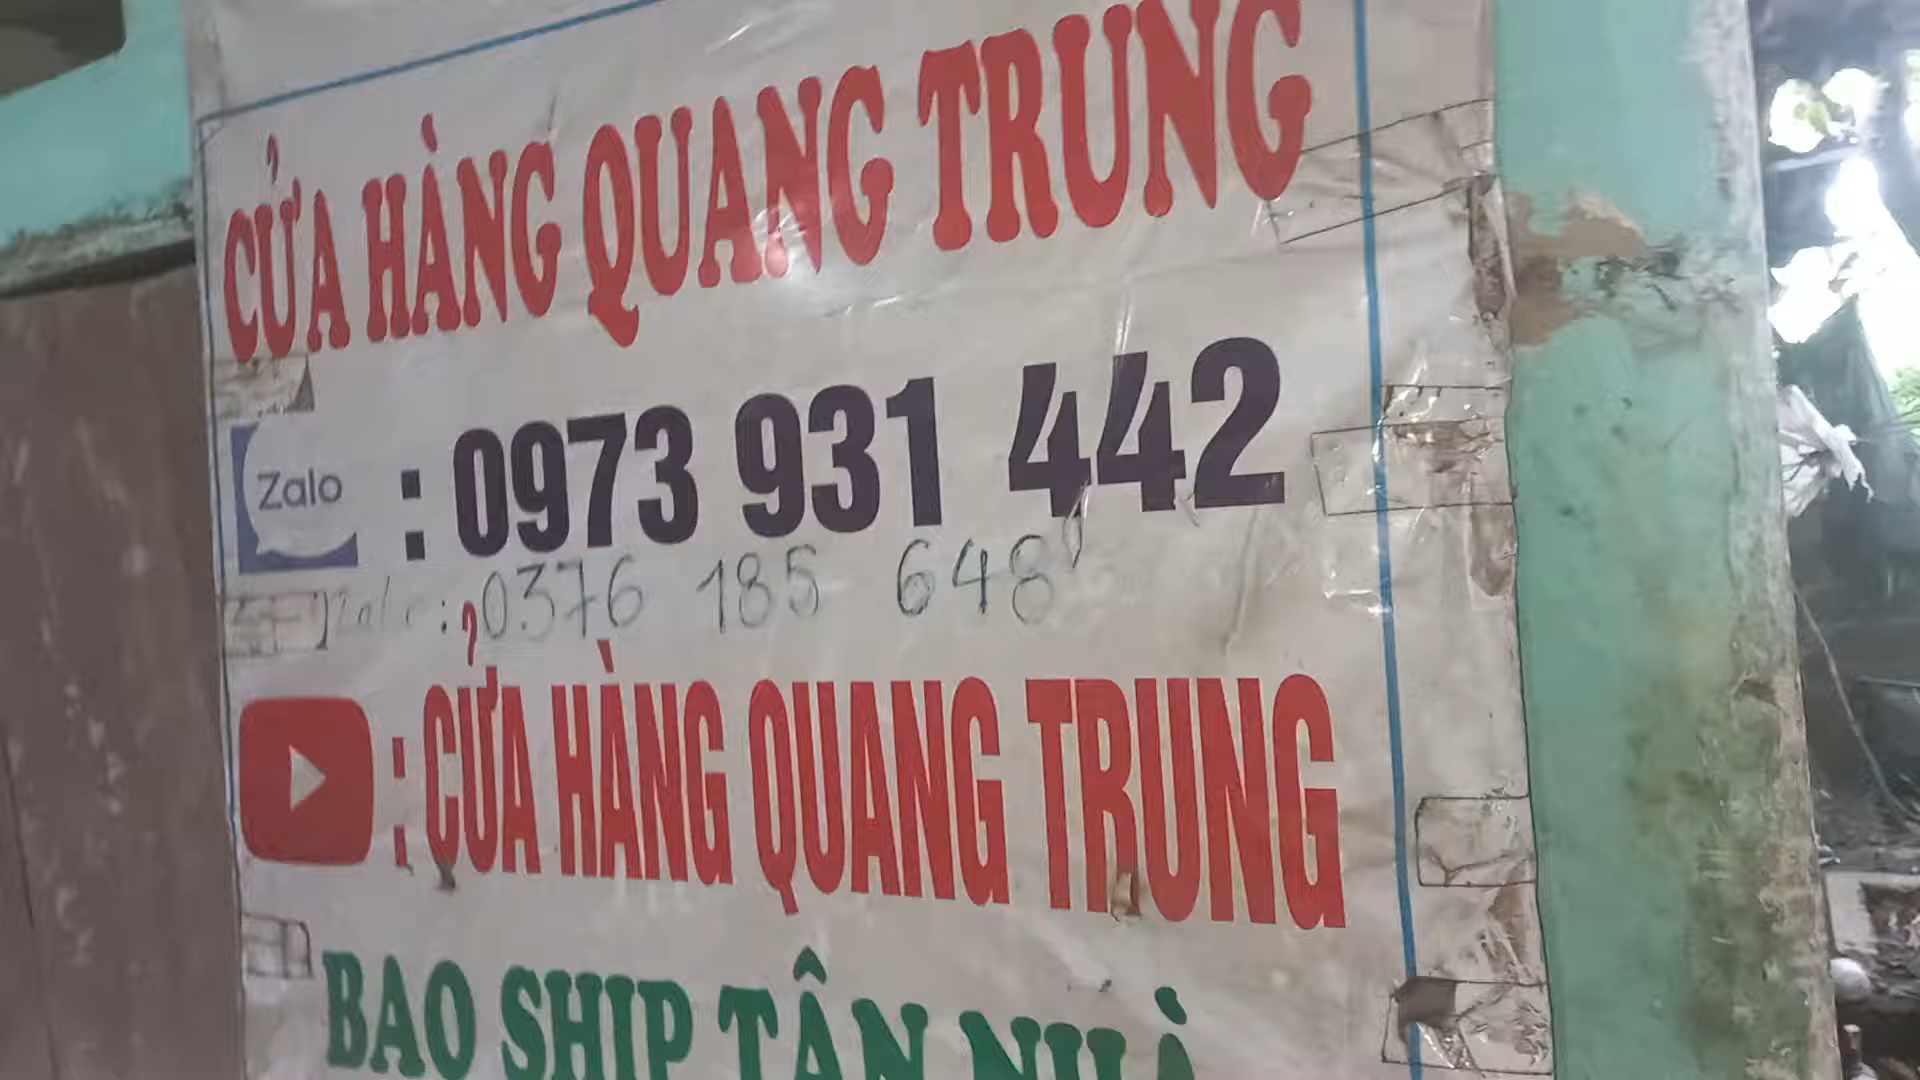 CỬA HÀNG QUANG TRUNG
Zalo : 0973 931 442
Zalo : 0376 185 648
: CỬA HÀNG QUANG TRUNG
BAO SHIP TẬN NHÀ